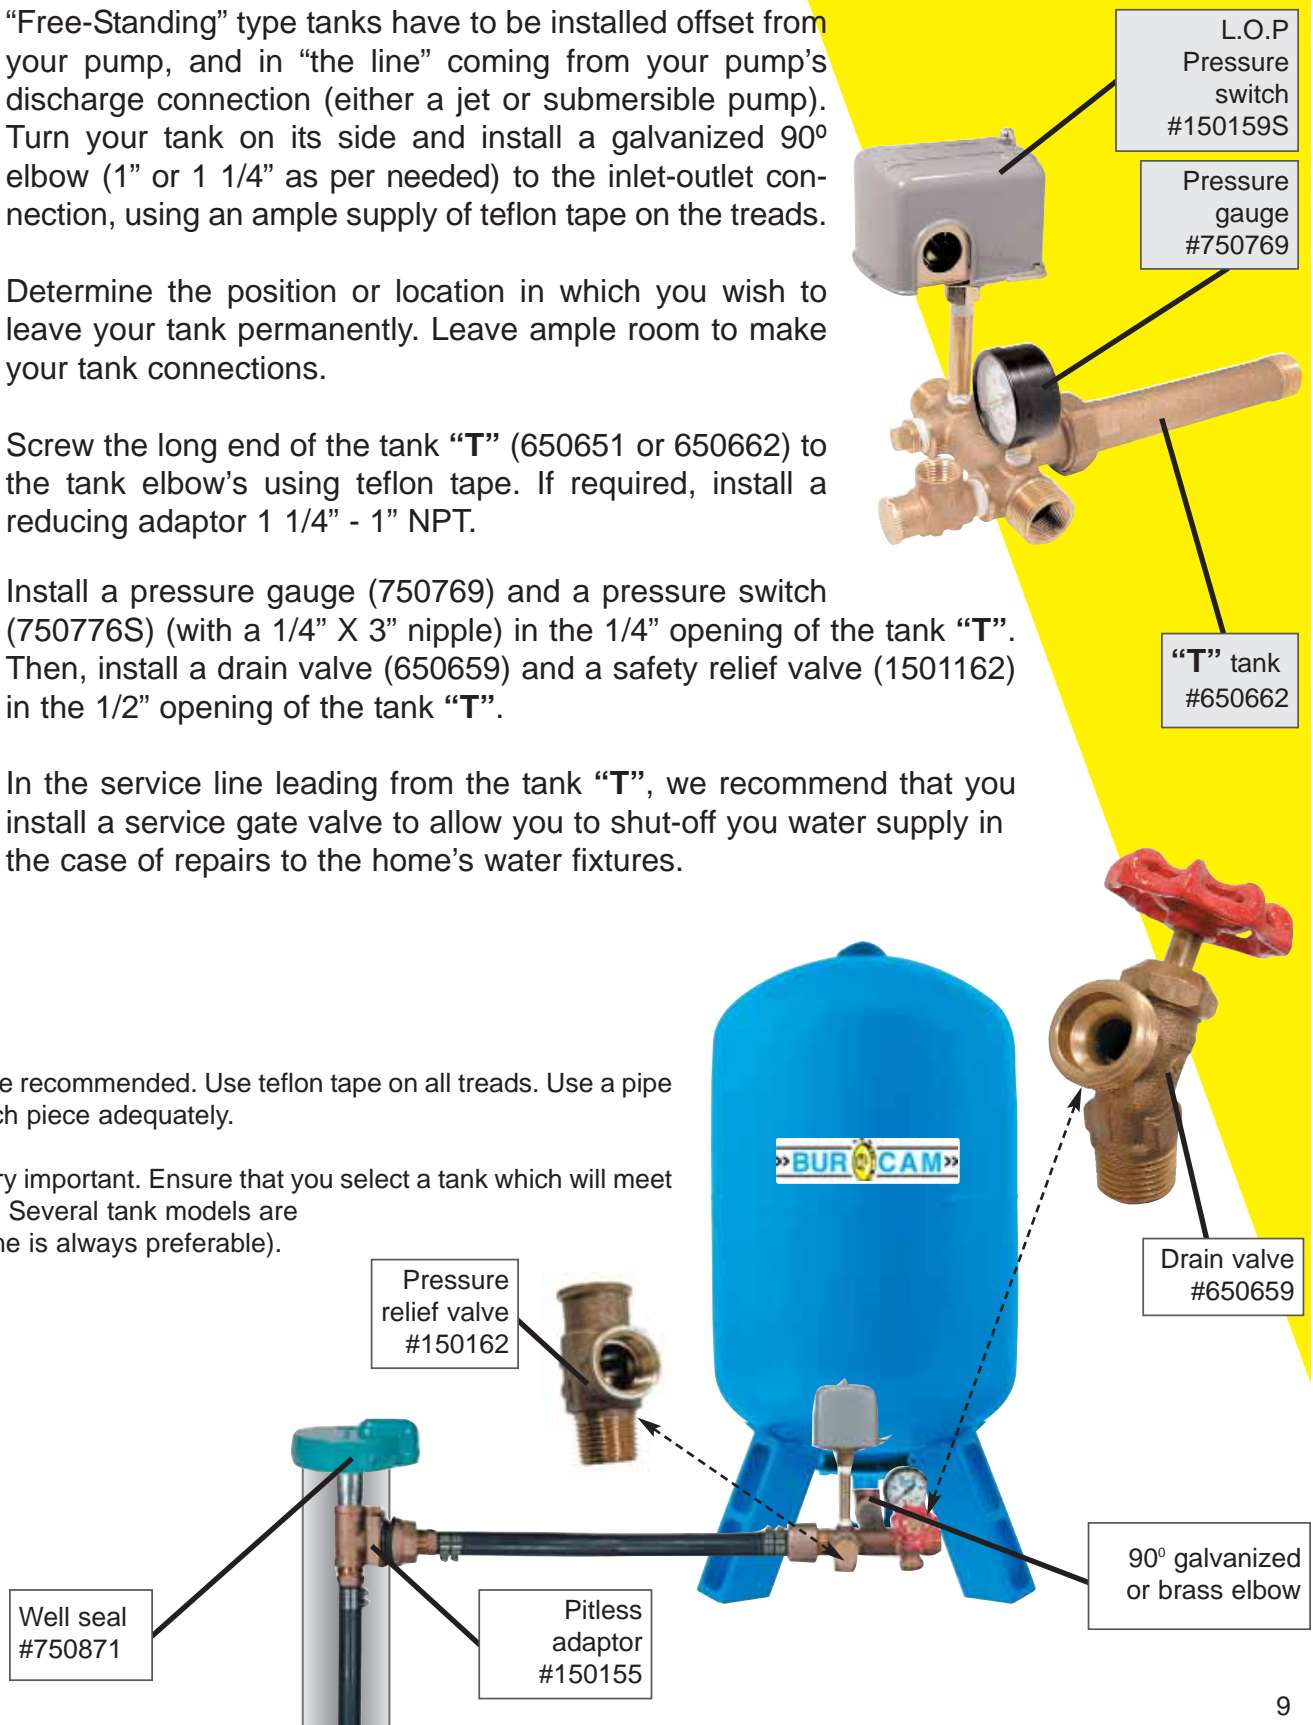 “Free-Standing” type tanks have to be installed offset from
your pump, and in “the line” coming from your pump’s
discharge connection (either a jet or submersible pump).
Turn your tank on its side and install a galvanized 90º
elbow (1” or 1 1/4” as per needed) to the inlet-outlet con-
nection, using an ample supply of teflon tape on the treads.
Determine the position or location in which you wish to
leave your tank permanently. Leave ample room to make
your tank connections.
Screw the long end of the tank “T” (650651 or 650662) to
the tank elbow’s using teflon tape. If required, install a
reducing adaptor 1 1/4” - 1” NPT.
Install a pressure gauge (750769) and a pressure switch
(750776S) (with a 1/4” X 3” nipple) in the 1/4” opening of the tank “T”.
Then, install a drain valve (650659) and a safety relief valve (1501162)
in the 1/2” opening of the tank “T”.
In the service line leading from the tank “T”, we recommend that you
install a service gate valve to allow you to shut-off you water supply in
the case of repairs to the home’s water fixtures.
L.O.P
Pressure
switch
#150159S
Pressure
gauge
#750769
“T” tank
#650662
e recommended. Use teflon tape on all treads. Use a pipe
ch piece adequately.
ry important. Ensure that you select a tank which will meet
Several tank models are
ne is always preferable).
»BUR CAM»
Drain valve
#650659
Pressure
relief valve
#150162
90⁰ galvanized
or brass elbow
Well seal
#750871
Pitless
adaptor
#150155
9